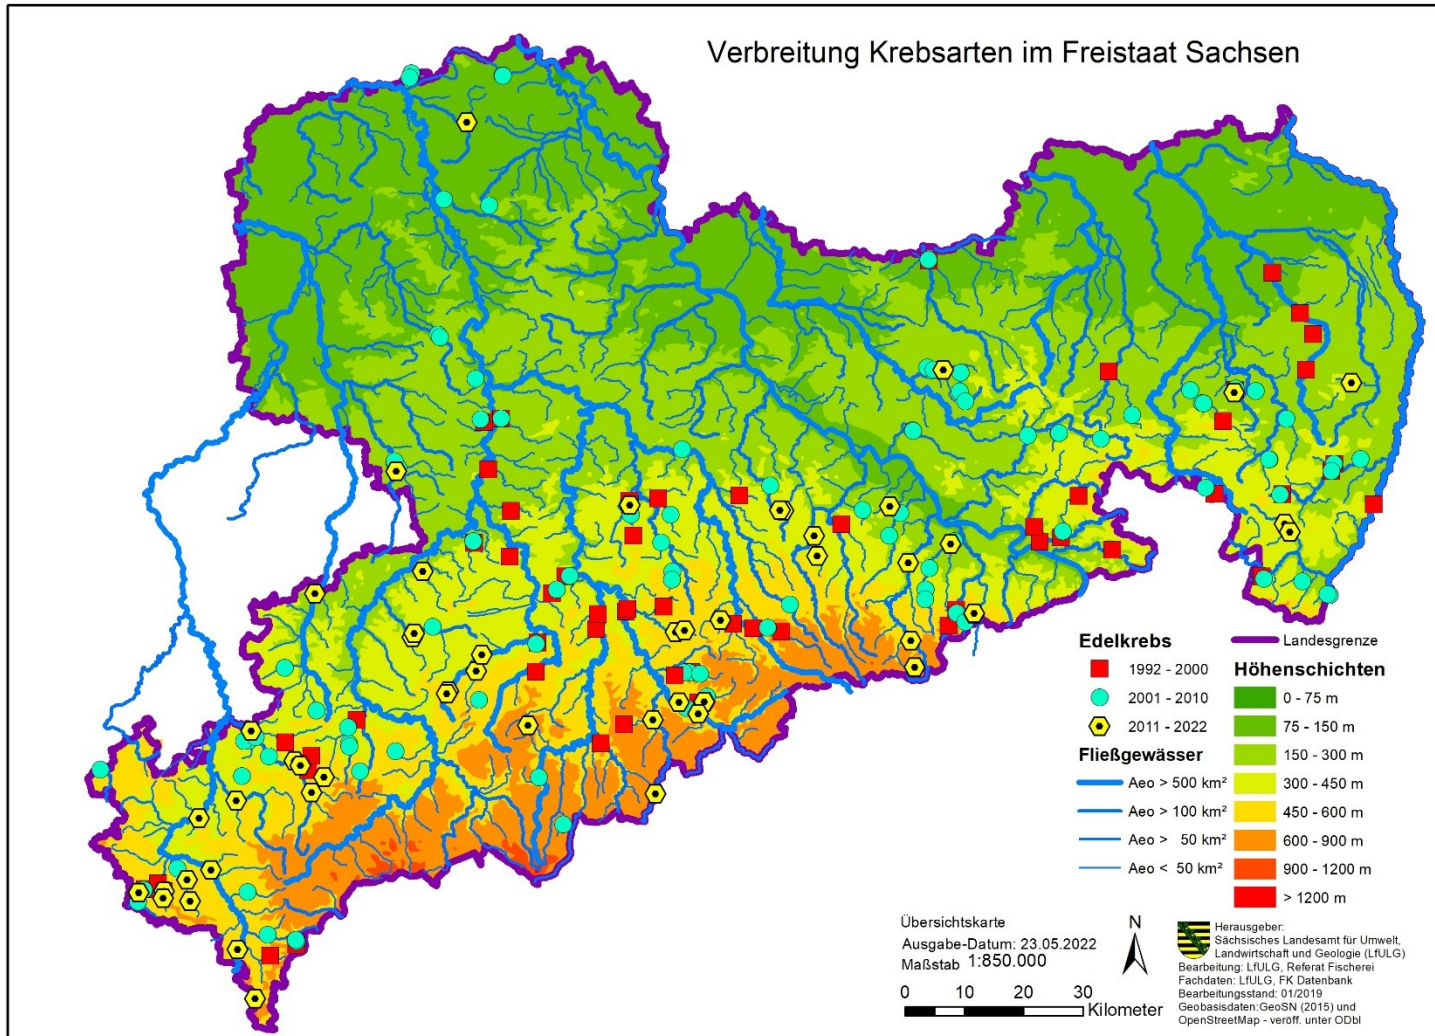 Verbreitung Krebsarten im Freistaat Sachsen
Edelkrebs
1992 - 2000
2001 - 2010
2011 - 2022
Fließgewässer
Aeo > 500 km²
Aeo > 100 km²
Aeo > 50 km²
Aeo < 50 km²
Landesgrenze
Höhenschichten
0 - 75 m
75 - 150 m
150 - 300 m
300 - 450 m
450 - 600 m
600 - 900 m
900 - 1200 m
> 1200 m
Übersichtskarte
Ausgabe-Datum: 23.05.2022
Maßstab 1:850.000
0 10 20 30 Kilometer
N
Herausgeber:
Sächsisches Landesamt für Umwelt,
Landwirtschaft und Geologie (LfULG)
Bearbeitung: LfULG, Referat Fischerei
Fachdaten: LfULG, FK Datenbank
Bearbeitungsstand: 01/2019
Geobasisdaten:GeoSN (2015) und
OpenStreetMap - veröff. unter ODbl